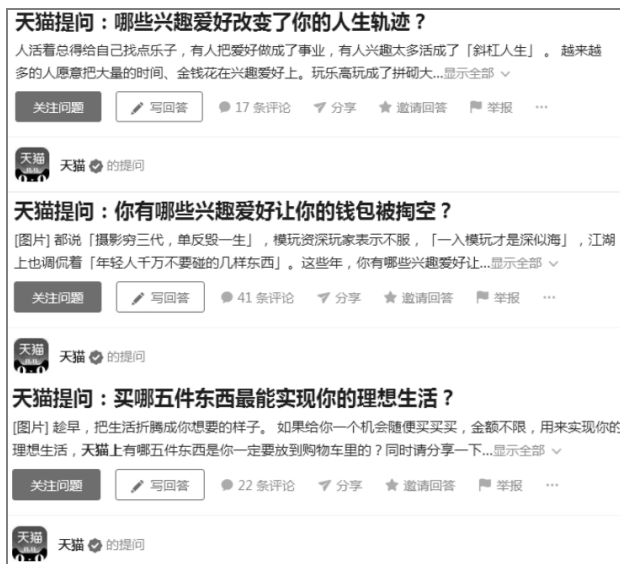 天猫提问：哪些兴趣爱好改变了你的人生轨迹？
人活着总得给自己找点乐子，有人把爱好做成了事业，有人兴趣太多活成了「斜杠人生」 。 越来越
多的人愿意把大量的时间、金钱花在兴趣爱好上。玩乐高玩成了拼砌大...显示全部
关注问题 写回答 17 条评论 分享 邀请回答 举报 ...
天猫
天猫 的提问
天猫提问：你有哪些兴趣爱好让你的钱包被掏空？
[图片] 都说「摄影穷三代，单反毁一生」，模玩资深玩家表示不服，「一入模玩才是深似海」，江湖
上也调侃着「年轻人千万不要碰的几样东西」。这些年，你有哪些兴趣爱好让...显示全部
关注问题 写回答 41 条评论 分享 邀请回答 举报 ...
天猫
天猫 的提问
天猫提问：买哪五件东西最能实现你的理想生活？
[图片] 趁早，把生活折腾成你想要的样子。 如果给你一个机会随便买买买，金额不限，用来实现你的
理想生活，天猫上有哪五件东西是你一定要放到购物车里的？同时请分享一下...显示全部
关注问题 写回答 22 条评论 分享 邀请回答 举报 ...
天猫
天猫 的提问